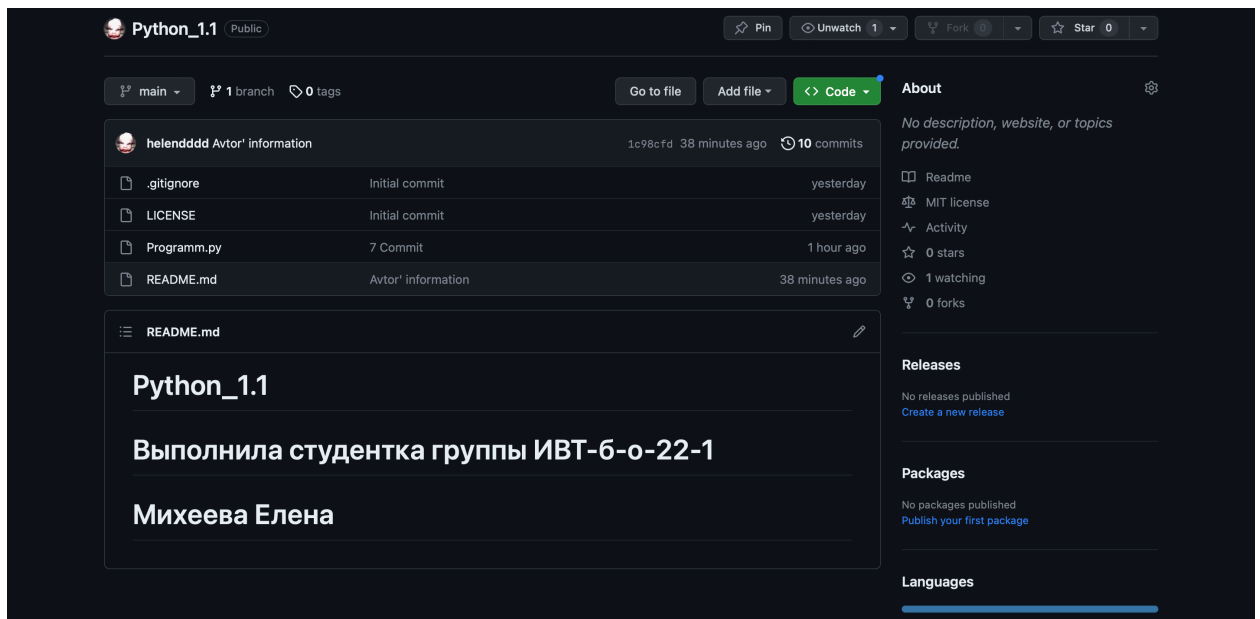 Python_1.1 Public Pin Unwatch 1 Fork 0 Star 0
main 1 branch 0 tags Go to file Add file Code
helendddd Avtor' information 1c98cfd 38 minutes ago 10 commits
.gitignore Initial commit yesterday
LICENSE Initial commit yesterday
Programm.py 7 Commit 1 hour ago
README.md Avtor' information 38 minutes ago
README.md
Python_1.1
Выполнила студентка группы ИВТ-б-о-22-1
Михеева Елена
About
No description, website, or topics
provided.
Readme
MIT license
Activity
0 stars
1 watching
0 forks
Releases
No releases published
Create a new release
Packages
No packages published
Publish your first package
Languages